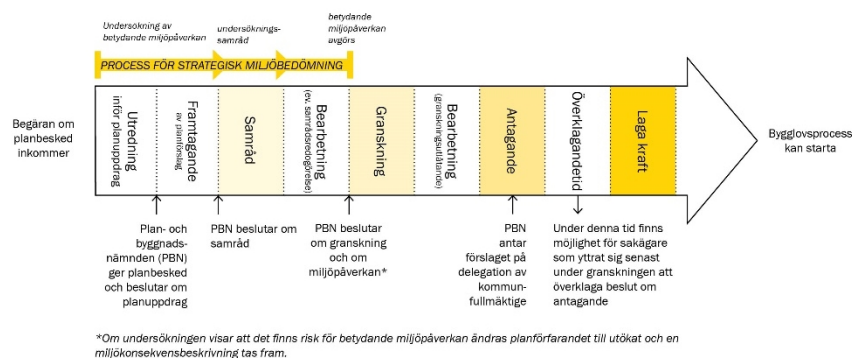 Undersökning av
betydande miljöpåverkan
undersöknings-
samråd
betydande
miljöpåverkan
avgörs
PROCESS FÖR STRATEGISK MILJÖBEDÖMNING
Begäran om
planbesked
inkommer
Utredning
inför planuppdrag
Framtagande
av planförslag
Samråd
Bearbetning
(ev. samrådsredogörelse)
Granskning
Bearbetning
(granskningsutlåtande)
Antagande
Överklagandetid
Laga kraft
Bygglovsprocess
kan starta
Plan- och
byggnads-
nämnden (PBN)
ger planbesked
och beslutar om
planuppdrag
PBN beslutar om
samråd
PBN beslutar
om granskning
och om
miljöpåverkan*
PBN
antar
förslaget på
delegation av
kommun-
fullmäktige
Under denna tid finns
möjlighet för sakägare
som yttrat sig senast
under granskningen att
överklaga beslut om
antagande
*Om undersökningen visar att det finns risk för betydande miljöpåverkan ändras planförfarandet till utökat och en
miljökonsekvensbeskrivning tas fram.